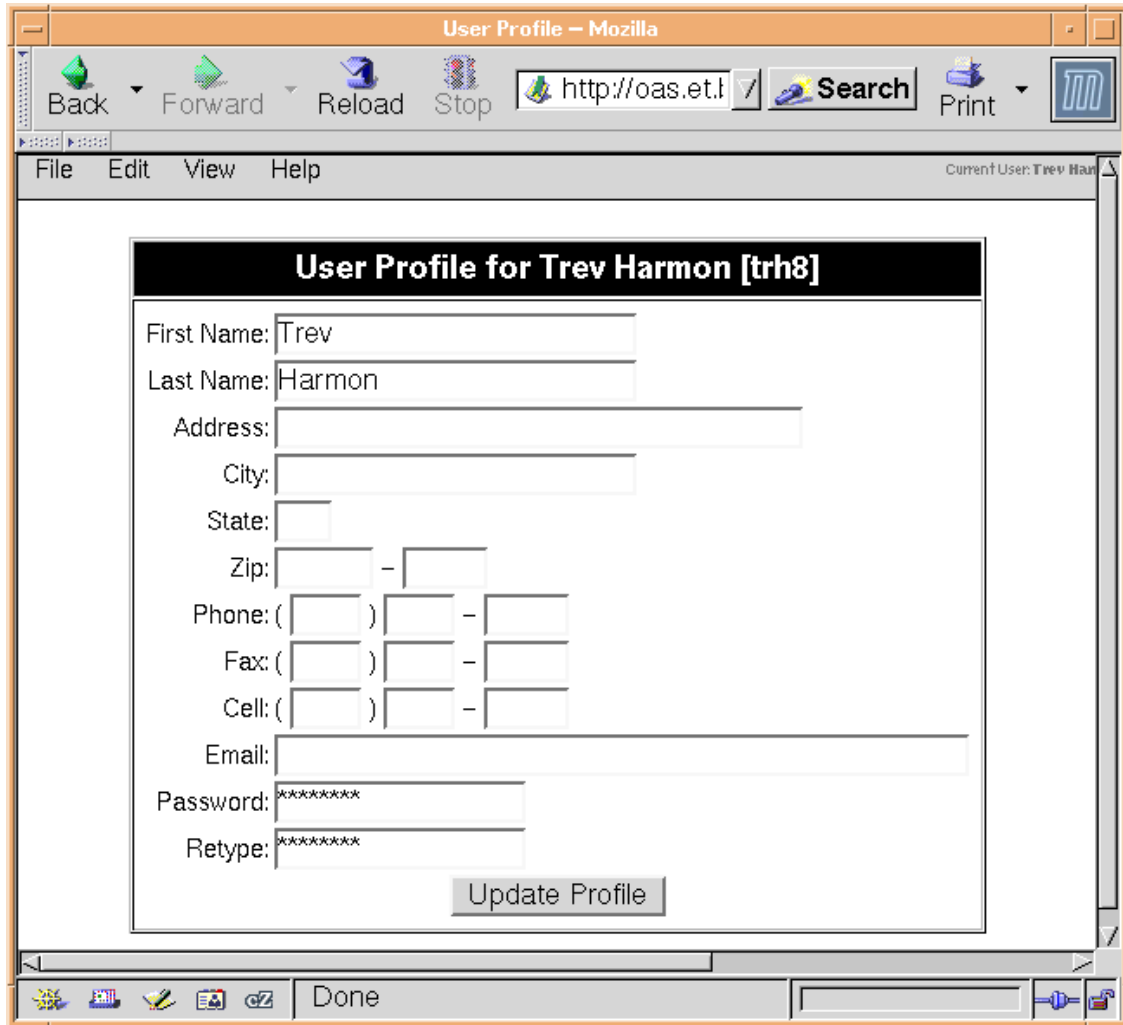 User Profile – Mozilla
Back Forward Reload Stop http://oas.et.b Search Print
File Edit View Help Current User: Trev Har
User Profile for Trev Harmon [trh8]
First Name: Trev
Last Name: Harmon
Address:
City:
State:
Zip: –
Phone: ( ) –
Fax: ( ) –
Cell: ( ) –
Email:
Password: ********
Retype: ********
Update Profile
cZ Done